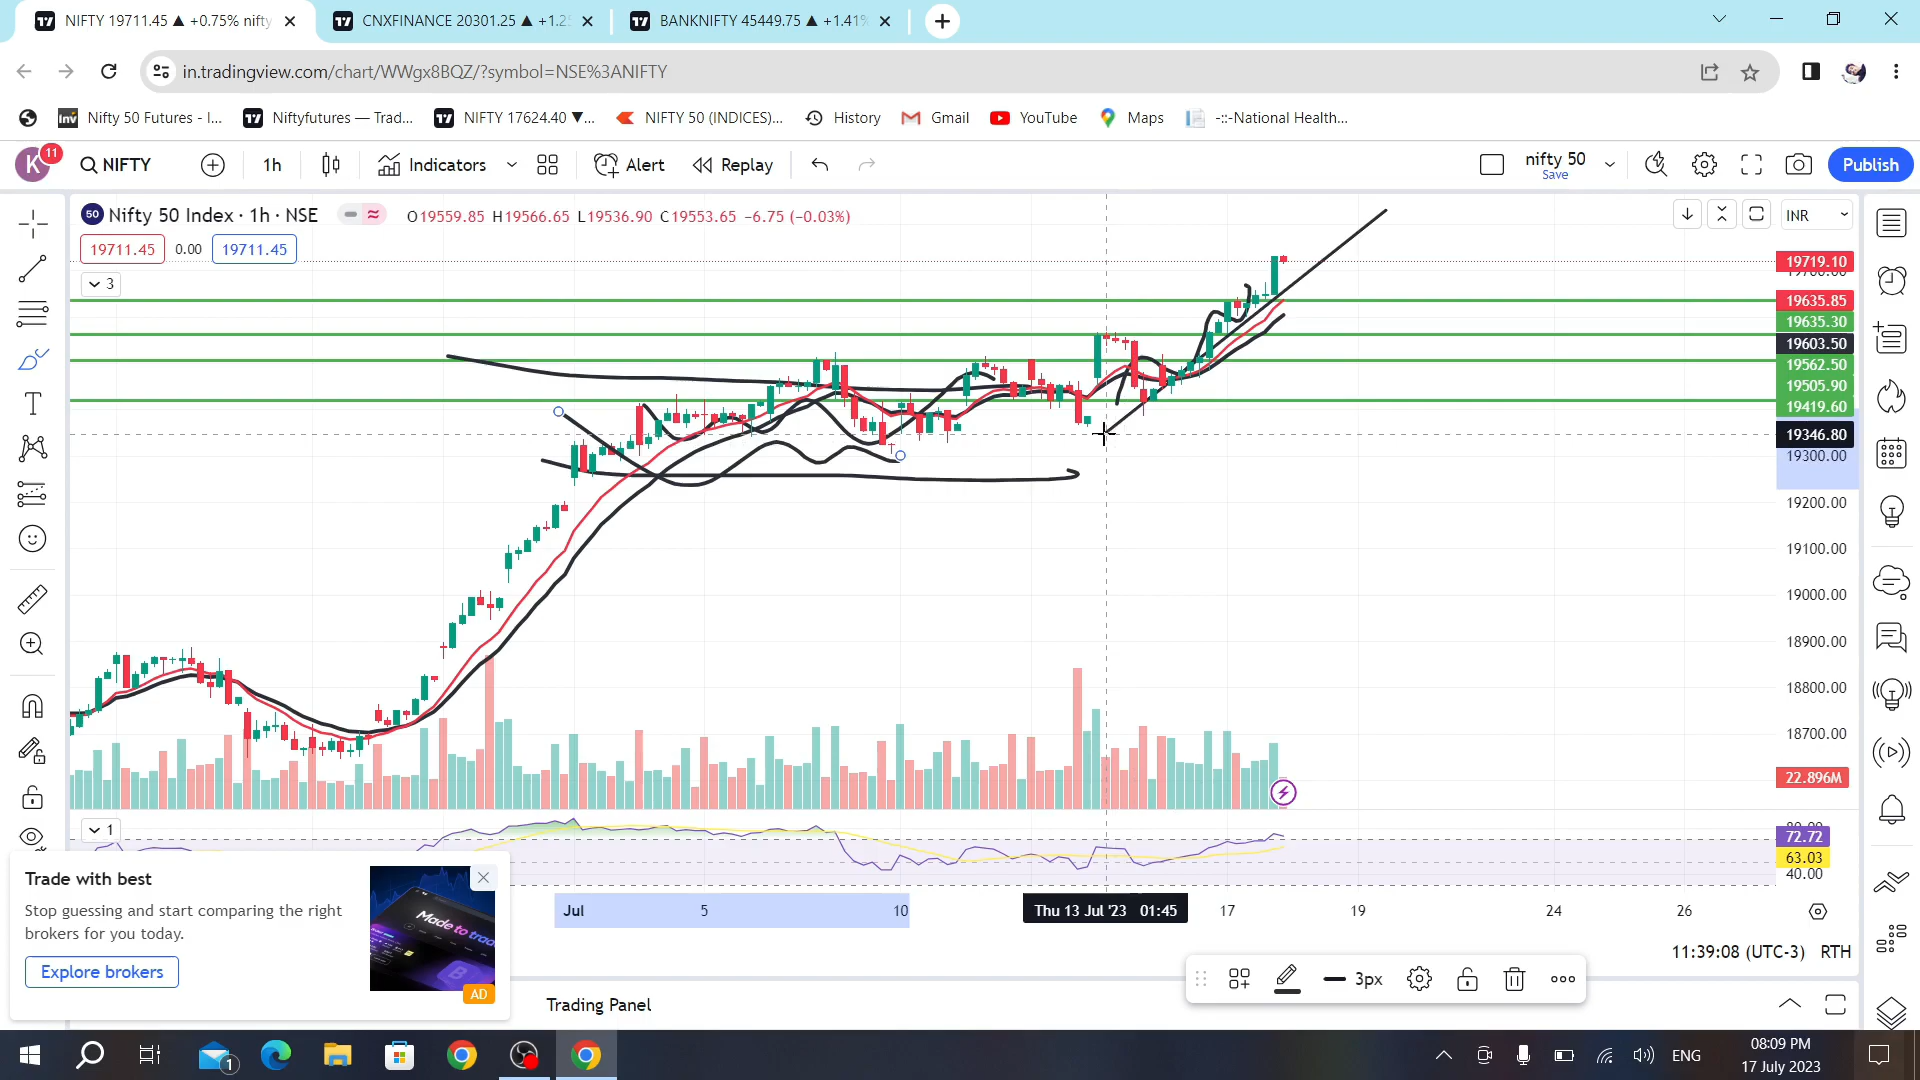 NIFTY 19711.45 ▲ +0.75% nifty
CNXFINANCE 20301.25 ▲ +1.25
BANKNIFTY 45449.75 ▲ +1.41%
in.tradingview.com/chart/WWgx8BQZ/?symbol=NSE%3ANIFTY
Inv Nifty 50 Futures - I... Niftyfutures — Trad... NIFTY 17624.40 ▼... NIFTY 50 (INDICES)... History Gmail YouTube Maps -::-National Health...
K 11 NIFTY 1h Indicators Alert Replay nifty 50 Publish
Save
50 Nifty 50 Index · 1h · NSE O19559.85 H19566.65 L19536.90 C19553.65 -6.75 (-0.03%) INR
19711.45 0.00 19711.45
3
19719.10
19635.85
19635.30
19603.50
19562.50
19505.90
19419.60
19346.80
19300.00
19200.00
19100.00
19000.00
18900.00
18800.00
18700.00
22.896M
1
72.72
63.03
40.00
Trade with best
Stop guessing and start comparing the right
brokers for you today.
Explore brokers
Made to trade
AD
Jul 5 10 Thu 13 Jul '23 01:45 17 19 24 26
11:39:08 (UTC-3) RTH
3px
Trading Panel
1
ENG
08:09 PM
17 July 2023